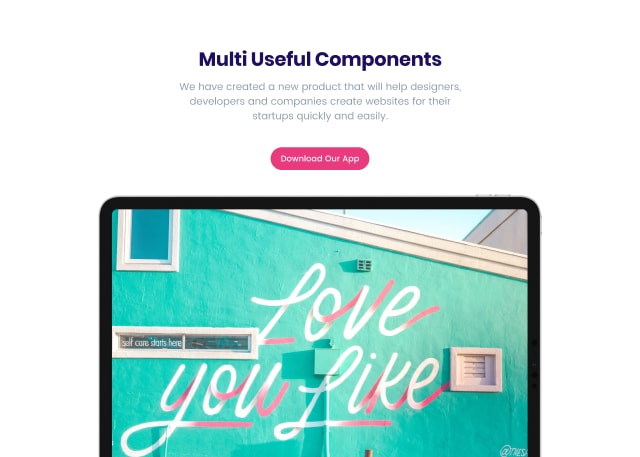 Multi Useful Components
We have created a new product that will help designers,
developers and companies create websites for their
startups quickly and easily.
Download Our App
Love
self care starts here
you Like